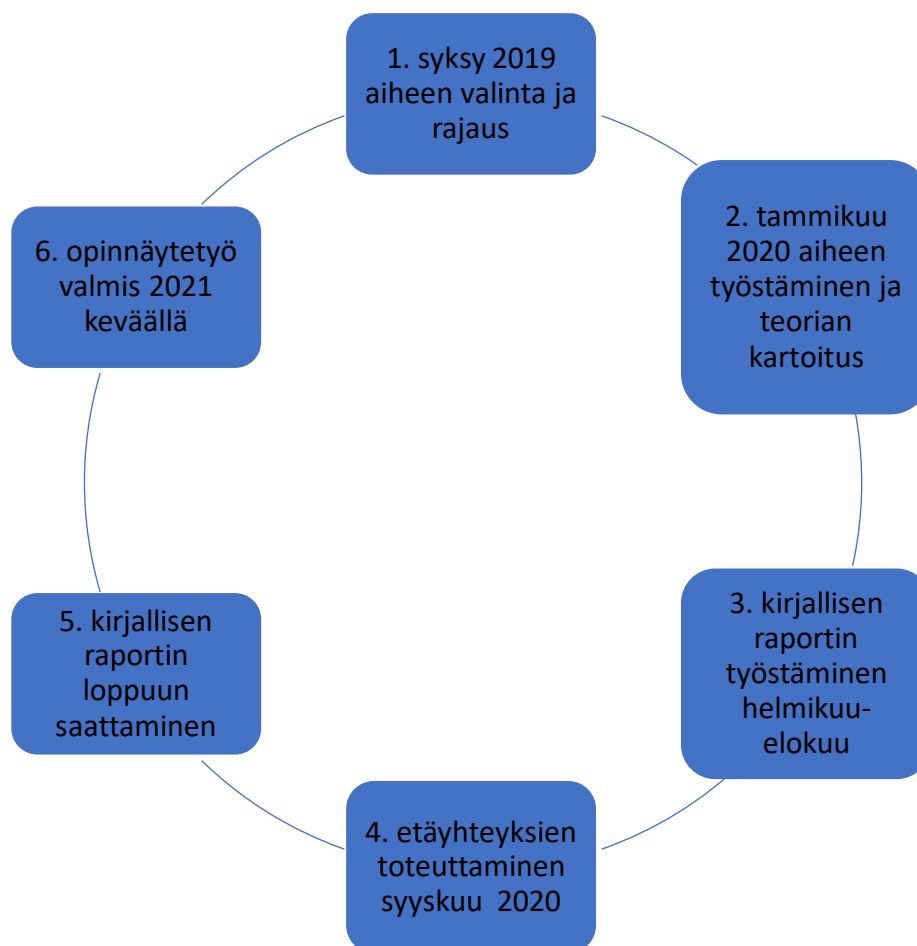 1. syksy 2019
aiheen valinta ja
rajaus
2. tammikuu
2020 aiheen
työstäminen ja
teorian
kartoitus
3. kirjallisen
raportin
työstäminen
helmikuu-
elokuu
4. etäyhteyksien
toteuttaminen
syyskuu  2020
5. kirjallisen
raportin
loppuun
saattaminen
6. opinnäytetyö
valmis 2021
keväällä